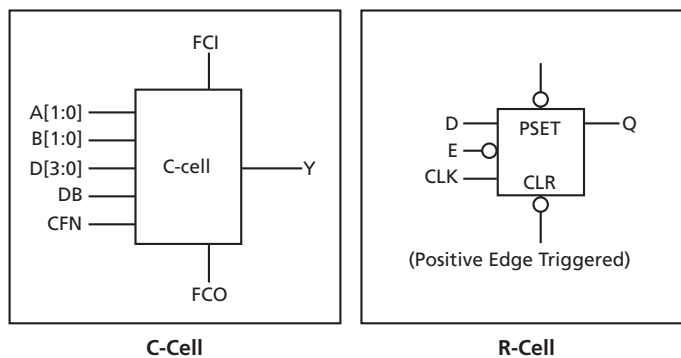 FCI
A[1:0]
B[1:0]
D[3:0]
DB
CFN
C-cell
Y
FCO
C-Cell
D
E
CLK
PSET
CLR
Q
(Positive Edge Triggered)
R-Cell